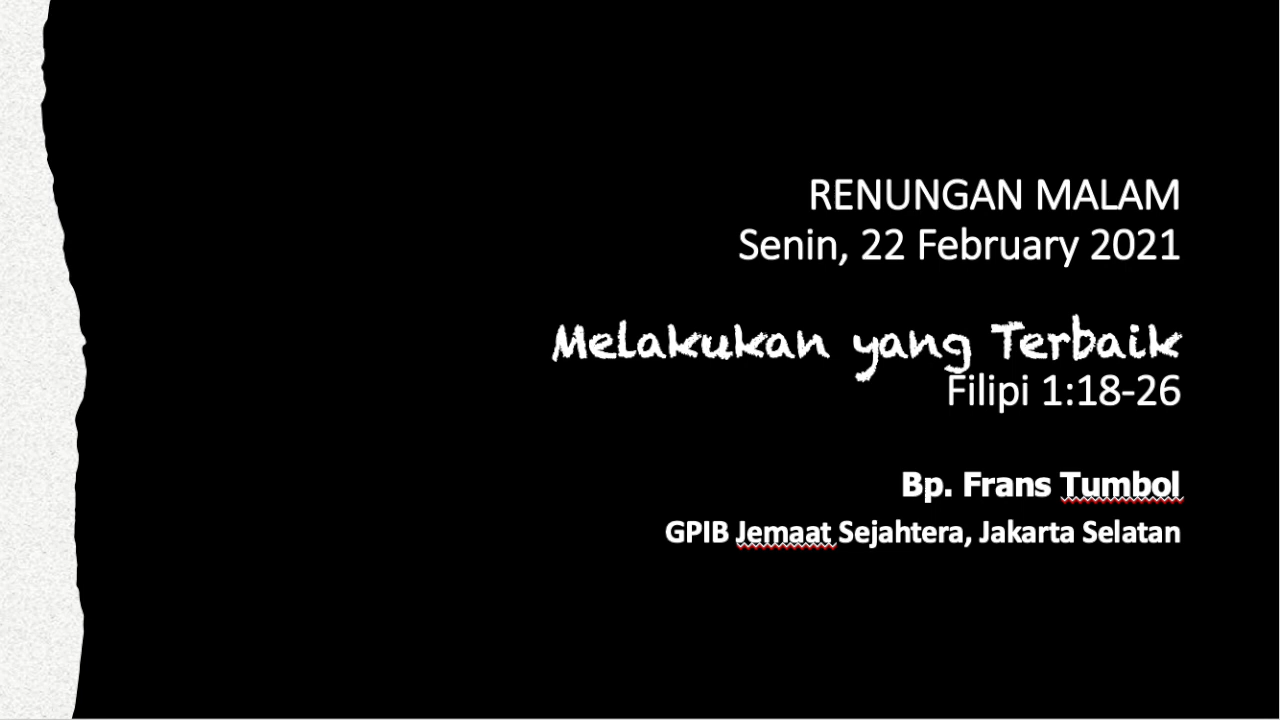 RENUNGAN MALAM
Senin, 22 February 2021
Melakukan yang Terbaik
Filipi 1:18-26
Bp. Frans Tumbol
GPIB Jemaat Sejahtera, Jakarta Selatan